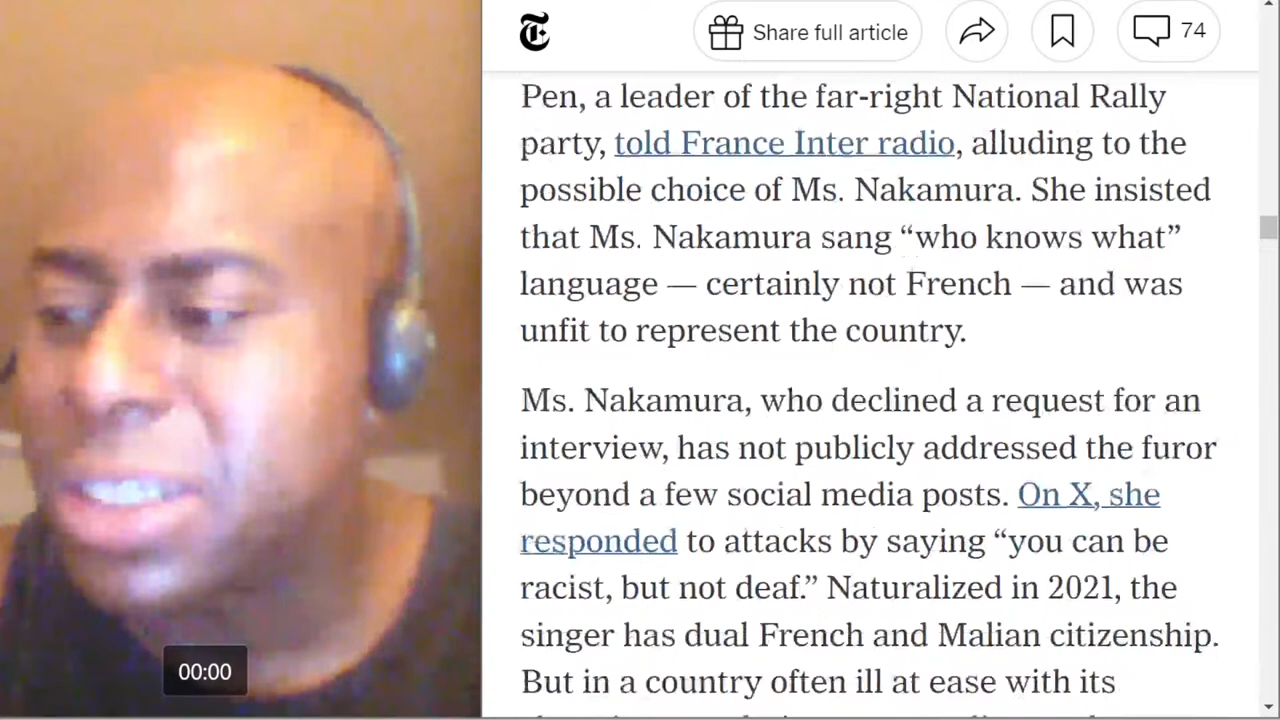 Share full article
74
Pen, a leader of the far-right National Rally
party, told France Inter radio, alluding to the
possible choice of Ms. Nakamura. She insisted
that Ms. Nakamura sang “who knows what”
language — certainly not French — and was
unfit to represent the country.
Ms. Nakamura, who declined a request for an
interview, has not publicly addressed the furor
beyond a few social media posts. On X, she
responded to attacks by saying “you can be
racist, but not deaf.” Naturalized in 2021, the
singer has dual French and Malian citizenship.
But in a country often ill at ease with its
00:00